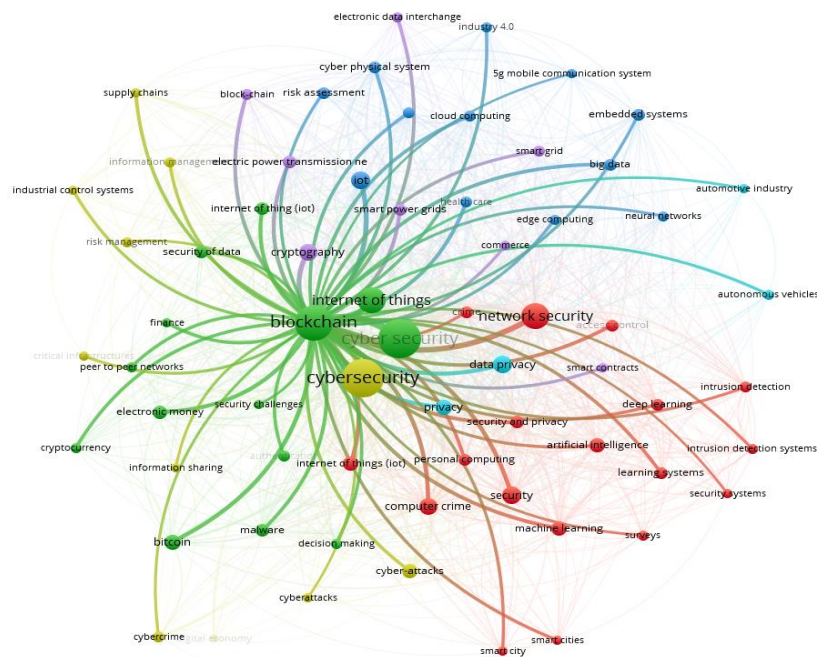 electronic data interchange
industry 4.0
cyber physical system
5g mobile communication system
supply chains
block-chain
risk assessment
cloud computing
embedded systems
information management
electric power transmission ne
smart grid
big data
industrial control systems
iot
automotive industry
internet of thing (iot)
smart power grids
health care
edge computing
neural networks
risk management
security of data
cryptography
commerce
internet of things
autonomous vehicles
blockchain
crime
network security
finance
access control
cyber security
critical infrastructures
peer to peer networks
data privacy
smart contracts
cybersecurity
intrusion detection
electronic money
security challenges
privacy
deep learning
security and privacy
cryptocurrency
artificial intelligence
intrusion detection systems
information sharing
internet of things (iot)
personal computing
learning systems
security
security systems
computer crime
bitcoin
malware
machine learning
surveys
decision making
cyber-attacks
cyberattacks
cybercrime
digital economy
smart cities
smart city